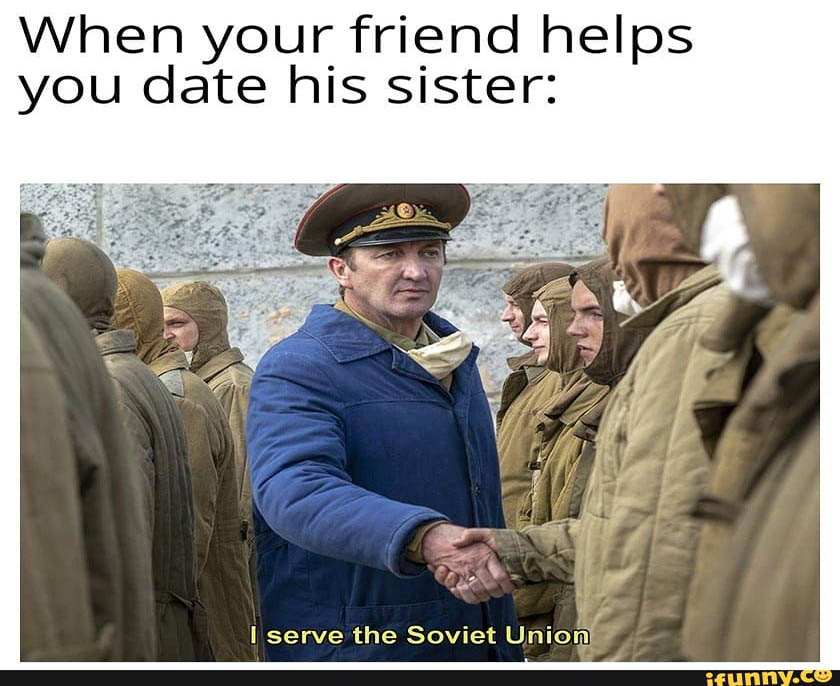 When your friend helps
you date his sister:
I serve the Soviet Union
ifunny.co